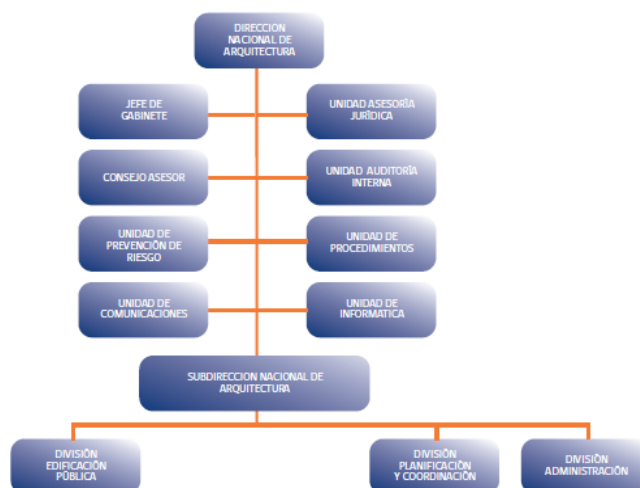 DIRECCION
NACIONAL DE
ARQUITECTURA
JEFE DE
GABINETE
UNIDAD ASESORÍA
JURÍDICA
CONSEJO ASESOR
UNIDAD AUDITORÍA
INTERNA
UNIDAD DE
PREVENCIÓN DE
RIESGO
UNIDAD DE
PROCEDIMIENTOS
UNIDAD DE
COMUNICACIONES
UNIDAD DE
INFORMATICA
SUBDIRECCION NACIONAL DE
ARQUITECTURA
DIVISIÓN
EDIFICACIÓN
PÚBLICA
DIVISIÓN
PLANIFICACIÓN
Y COORDINACIÓN
DIVISIÓN
ADMINISTRACIÓN